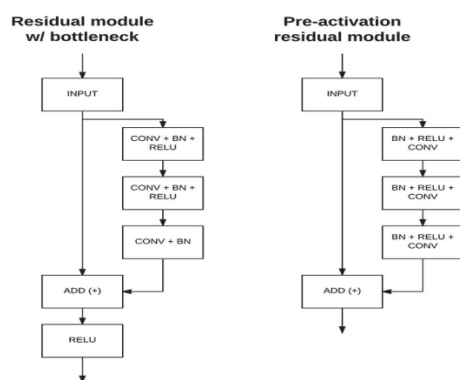 Residual module
w/ bottleneck
INPUT
CONV + BN +
RELU
CONV + BN +
RELU
CONV + BN
ADD (+)
RELU
Pre-activation
residual module
INPUT
BN + RELU +
CONV
BN + RELU +
CONV
BN + RELU +
CONV
ADD (+)